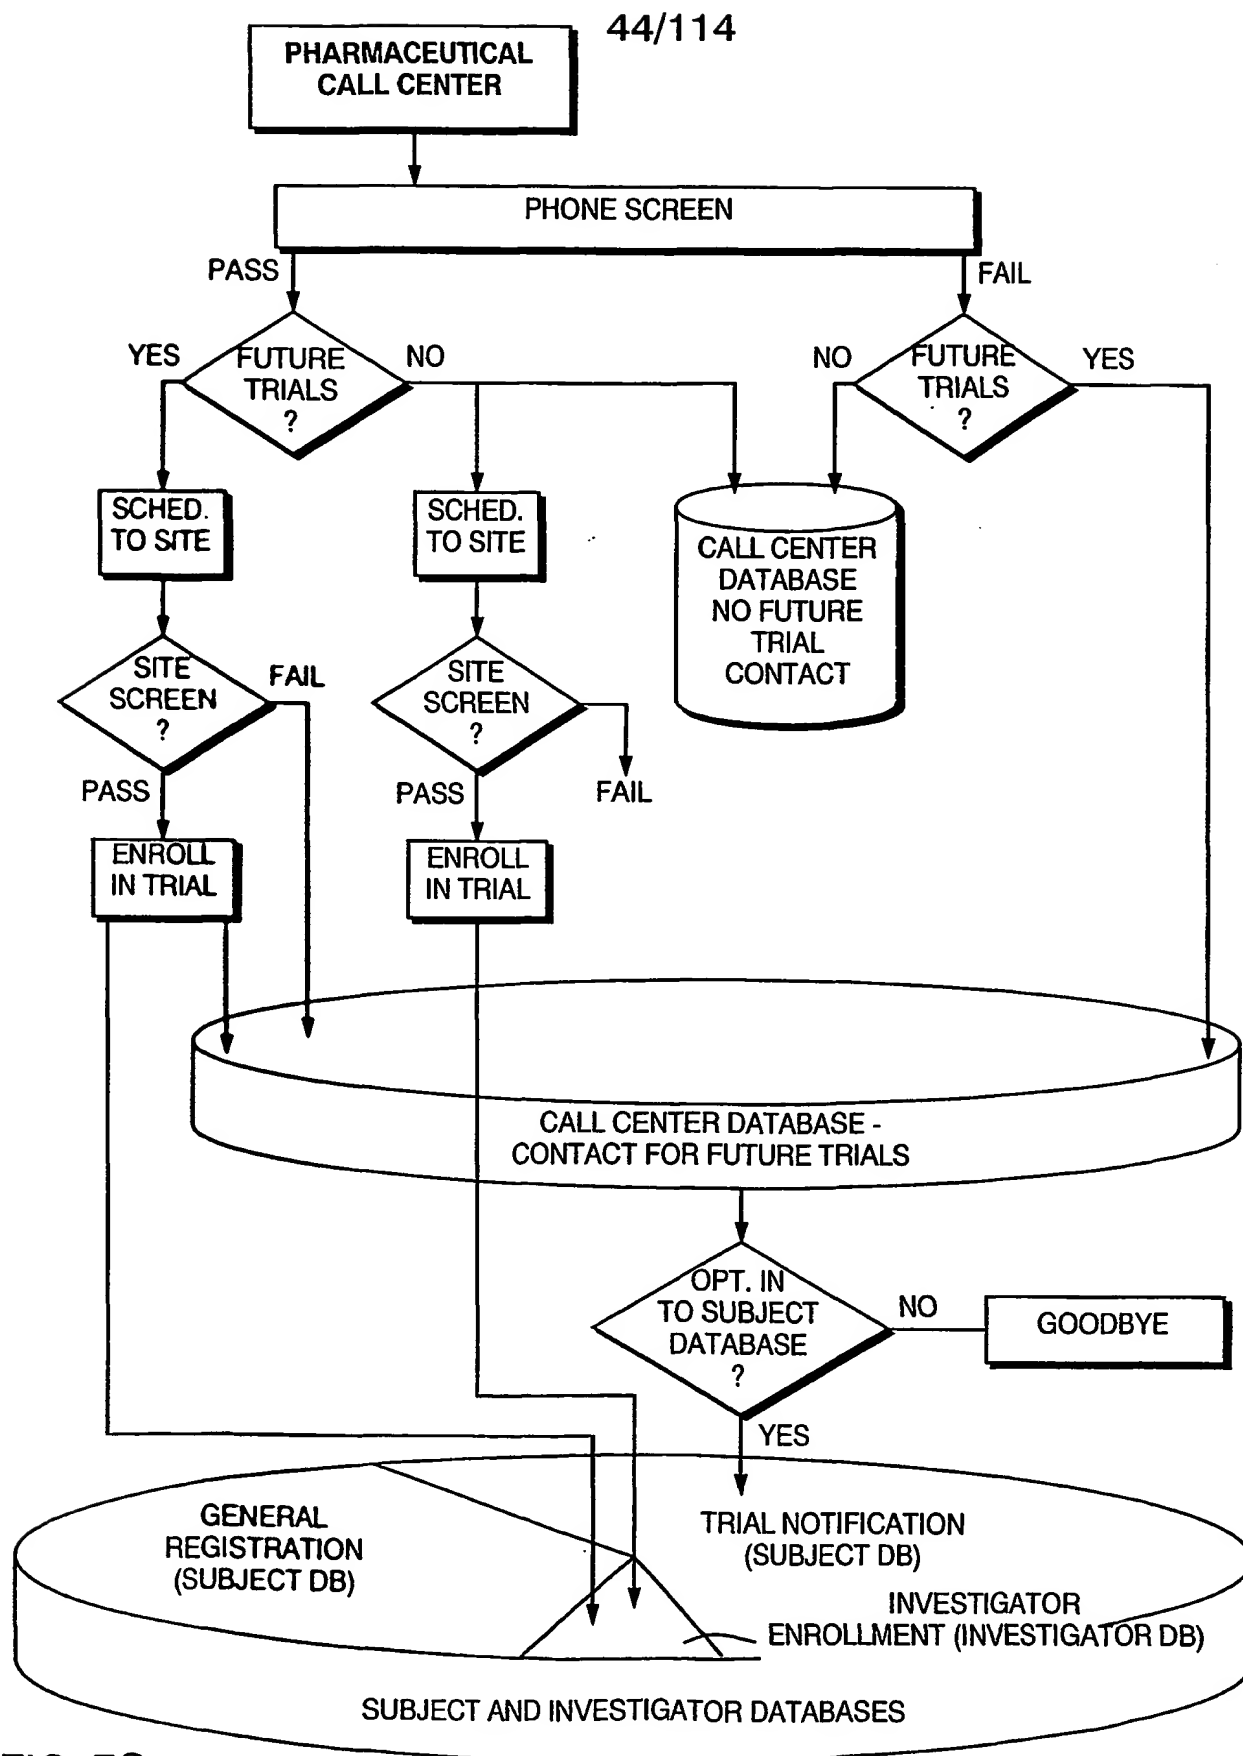 44/114
PHARMACEUTICAL
CALL CENTER
PHONE SCREEN
PASS
FAIL
YES
FUTURE
TRIALS
?
NO
NO
FUTURE
TRIALS
?
YES
SCHED.
TO SITE
SCHED.
TO SITE
CALL CENTER
DATABASE
NO FUTURE
TRIAL
CONTACT
SITE
SCREEN
?
FAIL
SITE
SCREEN
?
PASS
PASS
FAIL
ENROLL
IN TRIAL
ENROLL
IN TRIAL
CALL CENTER DATABASE -
CONTACT FOR FUTURE TRIALS
OPT. IN
TO SUBJECT
DATABASE
?
NO
GOODBYE
YES
GENERAL
REGISTRATION
(SUBJECT DB)
TRIAL NOTIFICATION
(SUBJECT DB)
INVESTIGATOR
ENROLLMENT (INVESTIGATOR DB)
SUBJECT AND INVESTIGATOR DATABASES